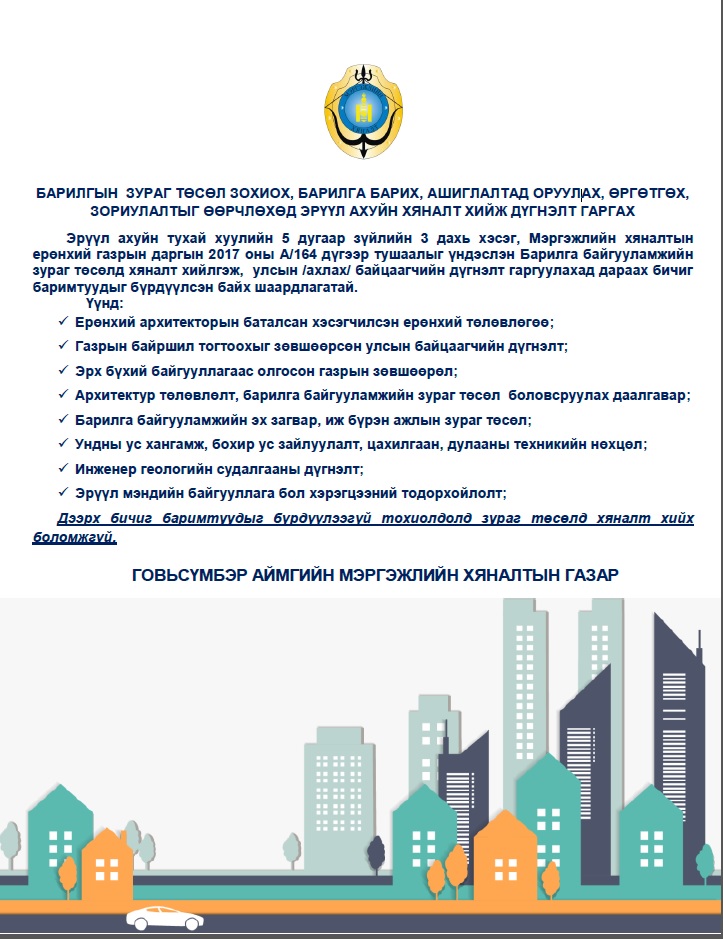 БАРИЛГЫН ЗУРАГ ТӨСӨЛ ЗОХИОХ, БАРИЛГА БАРИХ, АШИГЛАЛТАД ОРУУЛАХ, ӨРГӨТГӨХ,
ЗОРИУЛАЛТЫГ ӨӨРЧЛӨХӨД ЭРҮҮЛ АХУЙН ХЯНАЛТ ХИЙЖ ДҮГНЭЛТ ГАРГАХ
Эрүүл ахуйн тухай хуулийн 5 дугаар зүйлийн 3 дахь хэсэг, Мэргэжлийн хяналтын
ерөнхий газрын даргын 2017 оны А/164 дүгээр тушаалыг үндэслэн Барилга байгууламжийн
зураг төсөлд хяналт хийлгэж, улсын /ахлах/ байцаагчийн дүгнэлт гаргуулахад дараах бичиг
баримтуудыг бүрдүүлсэн байх шаардлагатай.
Үүнд:
✓ Ерөнхий архитекторын баталсан хэсэгчилсэн ерөнхий төлөвлөгөө;
✓ Газрын байршил тогтоохыг зөвшөөрсөн улсын байцаагчийн дүгнэлт;
✓ Эрх бүхий байгууллагаас олгосон газрын зөвшөөрөл;
✓ Архитектур төлөвлөлт, барилга байгууламжийн зураг төсөл боловсруулах даалгавар;
✓ Барилга байгууламжийн эх загвар, иж бүрэн ажлын зураг төсөл;
✓ Ундны ус хангамж, бохир ус зайлуулалт, цахилгаан, дулааны техникийн нөхцөл;
✓ Инженер геологийн судалгааны дүгнэлт;
✓ Эрүүл мэндийн байгууллага бол хэрэгцээний тодорхойлолт;
Дээрх бичиг баримтуудыг бүрдүүлээгүй тохиолдолд зураг төсөлд хяналт хийх
боломжгүй.
ГОВЬСҮМБЭР АЙМГИЙН МЭРГЭЖЛИЙН ХЯНАЛТЫН ГАЗАР